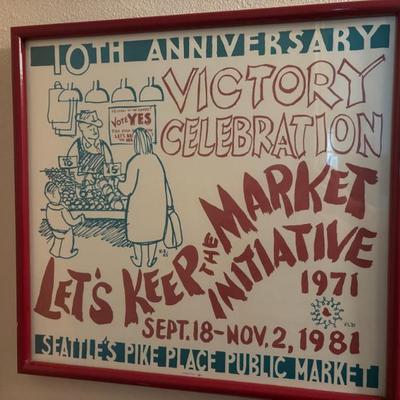 10TH ANNIVERSARY
VICTORY
CELEBRATION
VOTE YES
LET'S KEEP THE MARKET
INITIATIVE
1971
SEPT. 18-NOV. 2, 1981
SEATTLE'S PIKE PLACE PUBLIC MARKET